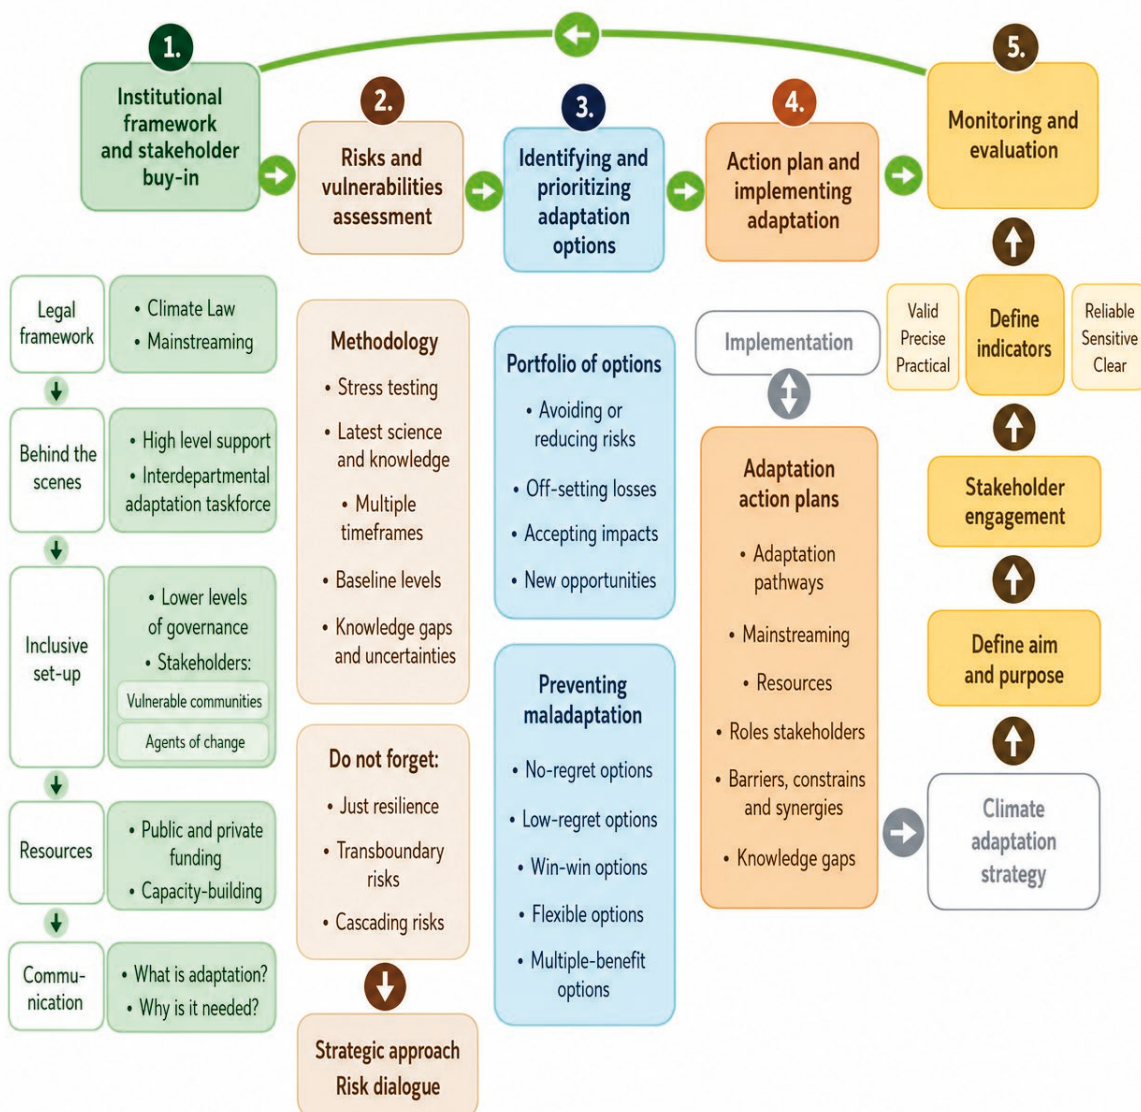 1.
Institutional
framework
and stakeholder
buy-in
2.
Risks and
vulnerabilities
assessment
3.
Identifying and
prioritizing
adaptation
options
4.
Action plan and
implementing
adaptation
5.
Monitoring and
evaluation
Legal
framework
• Climate Law
• Mainstreaming
Behind the
scenes
• High level support
• Interdepartmental
adaptation taskforce
Inclusive
set-up
• Lower levels
of governance
• Stakeholders:
Vulnerable communities
Agents of change
Resources
• Public and private
funding
• Capacity-building
Commu-
nication
• What is adaptation?
• Why is it needed?
Methodology
• Stress testing
• Latest science
and knowledge
• Multiple
timeframes
• Baseline levels
• Knowledge gaps
and uncertainties
Do not forget:
• Just resilience
• Transboundary
risks
• Cascading risks
Strategic approach
Risk dialogue
Portfolio of options
• Avoiding or
reducing risks
• Off-setting losses
• Accepting impacts
• New opportunities
Preventing
maladaptation
• No-regret options
• Low-regret options
• Win-win options
• Flexible options
• Multiple-benefit
options
Implementation
Adaptation
action plans
• Adaptation
pathways
• Mainstreaming
• Resources
• Roles stakeholders
• Barriers, constrains
and synergies
• Knowledge gaps
Valid
Precise
Practical
Define
indicators
Reliable
Sensitive
Clear
Stakeholder
engagement
Define aim
and purpose
Climate
adaptation
strategy